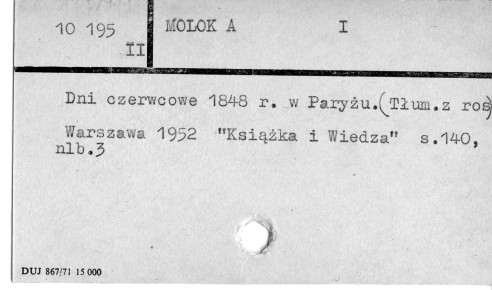 10 195 MOLOK A I
II
Dni czerwcowe 1848 r. w Paryżu.(Tłum.z ros)
Warszawa 1952 "Książka i Wiedza" s.140,
nlb.3
DUJ 867/71 15 000